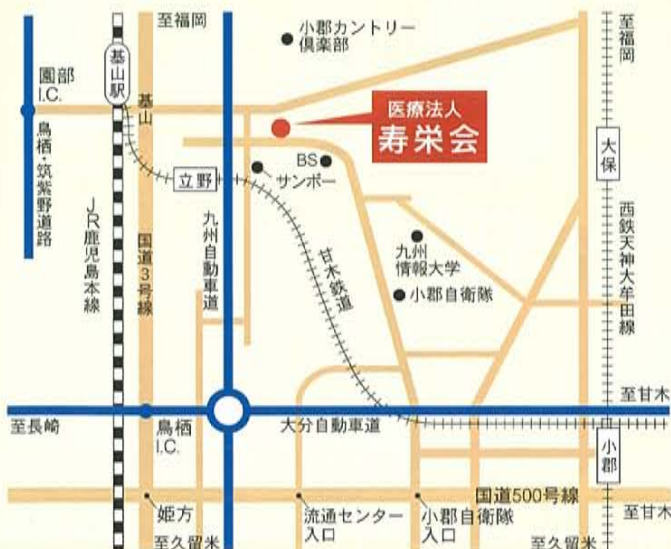 至福岡
小郡カントリー
倶楽部
至福岡
園部
I.C.
基山駅
基山
医療法人
寿栄会
大保
BS
サンポー
立野
鳥栖・筑紫野道路
JR鹿児島本線
国道3号線
九州自動車道
甘木鉄道
九州
情報大学
小郡自衛隊
西鉄天神大牟田線
至甘木
至長崎
鳥栖
I.C.
大分自動車道
小郡
国道500号線
姫方
流通センター
入口
小郡自衛隊
入口
至甘木
至久留米
至久留米